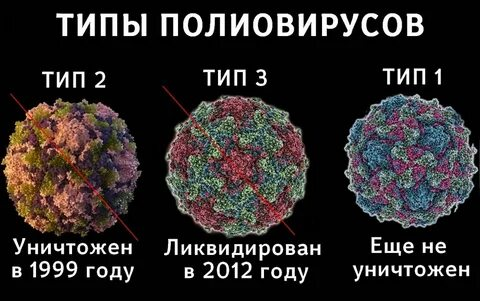 ТИПЫ ПОЛИОВИРУСОВ
ТИП 2
ТИП 3
ТИП 1
Уничтожен
в 1999 году
Ликвидирован
в 2012 году
Еще не
уничтожен